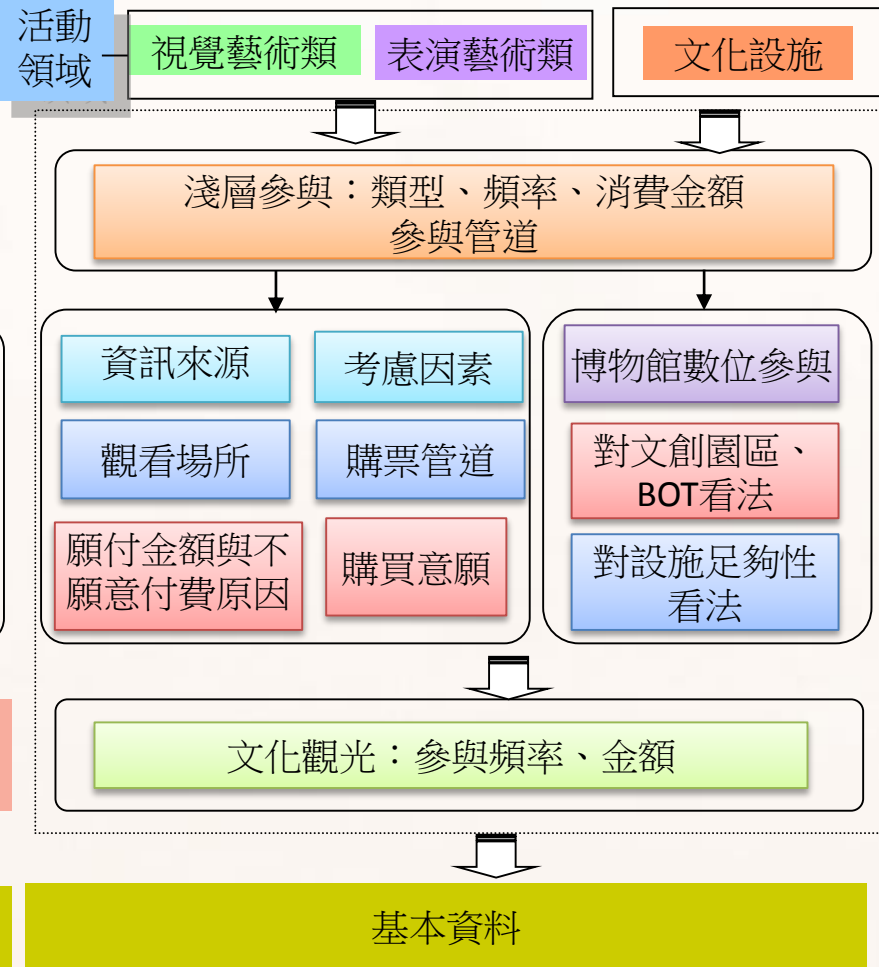 活動
領域
視覺藝術類
表演藝術類
文化設施
淺層參與：類型、頻率、消費金額
參與管道
資訊來源
考慮因素
觀看場所
購票管道
願付金額與不
願意付費原因
購買意願
博物館數位參與
對文創園區、
BOT看法
對設施足夠性
看法
文化觀光：參與頻率、金額
基本資料